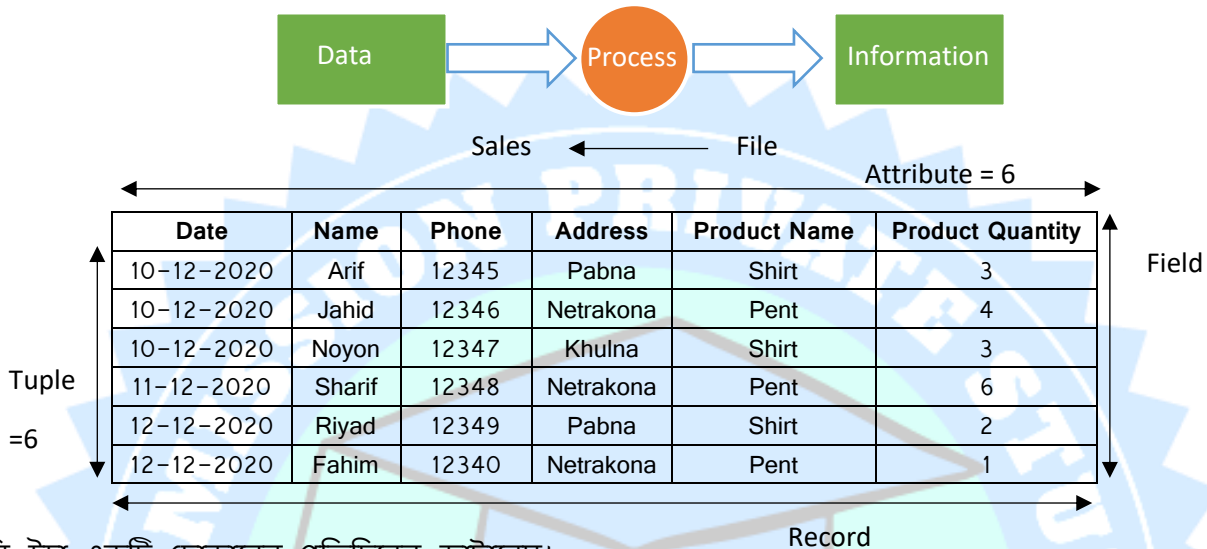 Data Process Information
Sales File
Attribute = 6
Date Name Phone Address Product Name Product Quantity
10-12-2020 Arif 12345 Pabna Shirt 3
10-12-2020 Jahid 12346 Netrakona Pent 4
10-12-2020 Noyon 12347 Khulna Shirt 3
11-12-2020 Sharif 12348 Netrakona Pent 6
12-12-2020 Riyad 12349 Pabna Shirt 2
12-12-2020 Fahim 12340 Netrakona Pent 1
Field
Tuple
=6
Record